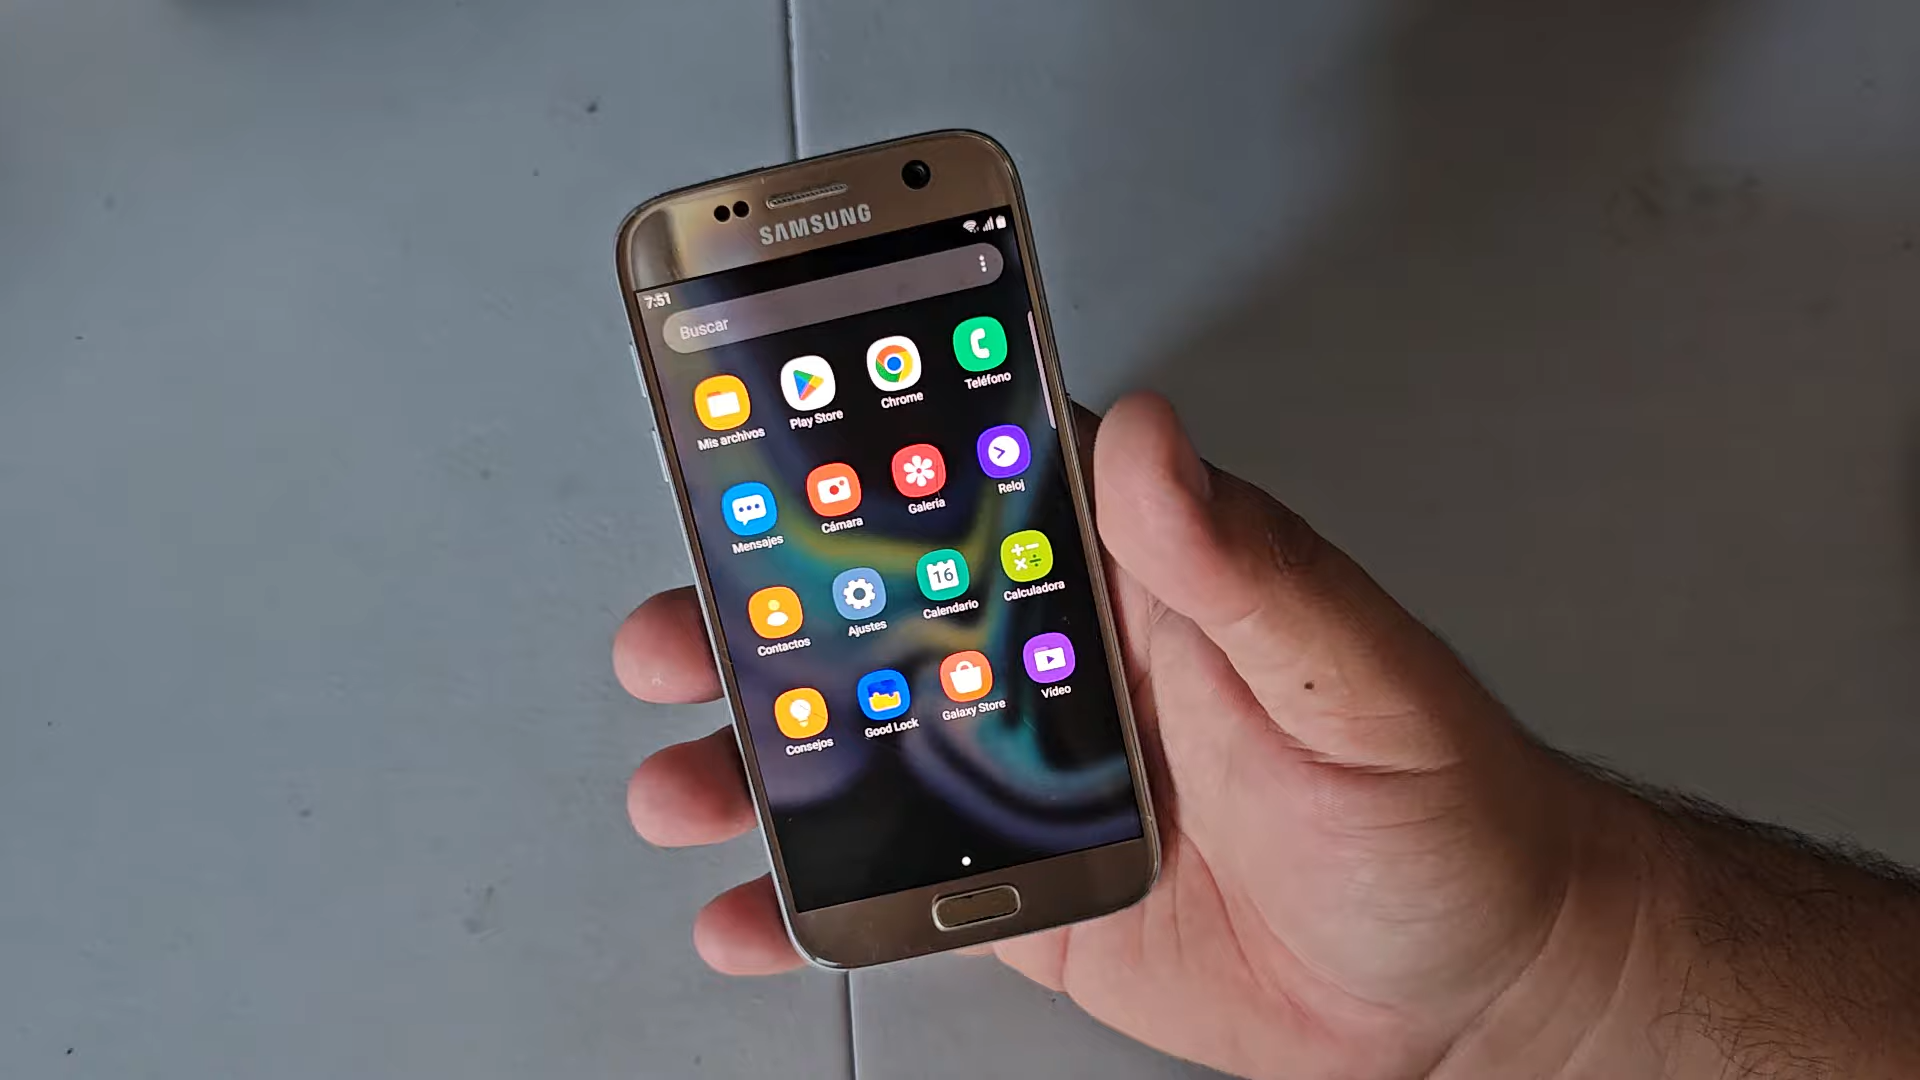 SAMSUNG
7:51
Buscar
Mis archivos
Play Store
Chrome
Teléfono
Mensajes
Cámara
Galería
Reloj
Contactos
Ajustes
16
Calendario
Calculadora
Consejos
Good Lock
Galaxy Store
Vídeo